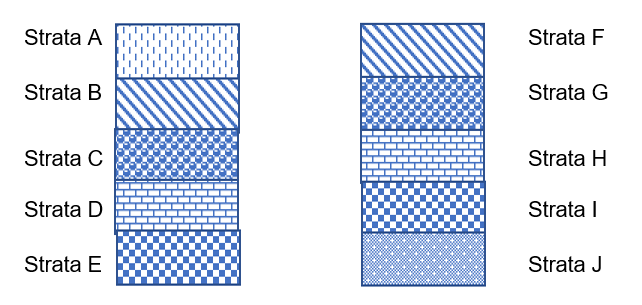 Strata A
Strata B
Strata C
Strata D
Strata E
Strata F
Strata G
Strata H
Strata I
Strata J